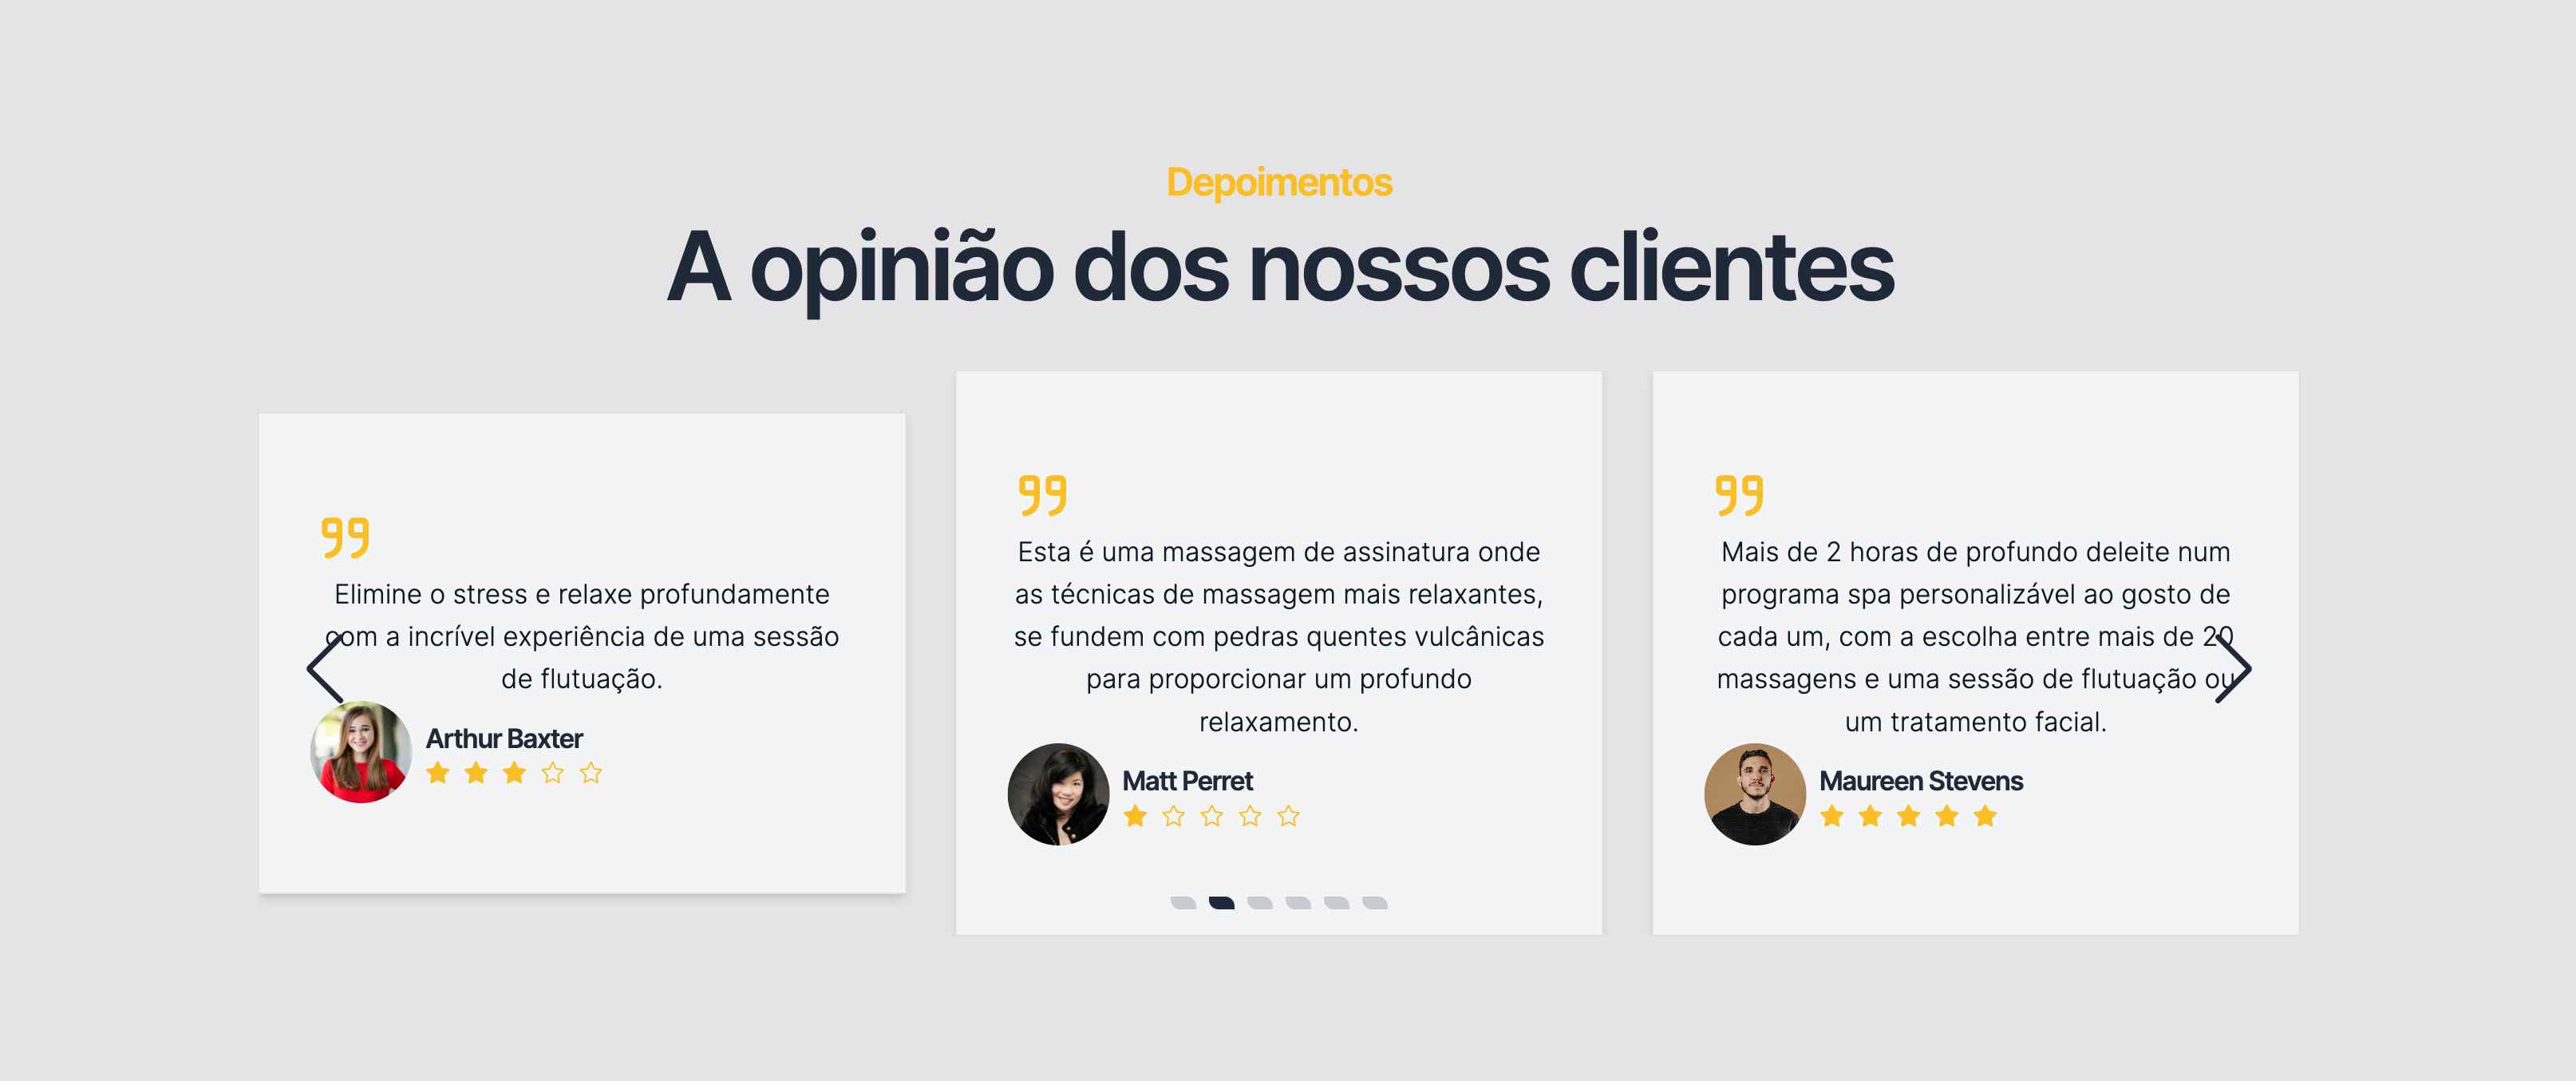 Depoimentos
A opinião dos nossos clientes
Elimine o stress e relaxe profundamente
com a incrível experiência de uma sessão
de flutuação.
Arthur Baxter
Esta é uma massagem de assinatura onde
as técnicas de massagem mais relaxantes,
se fundem com pedras quentes vulcânicas
para proporcionar um profundo
relaxamento.
Matt Perret
Mais de 2 horas de profundo deleite num
programa spa personalizável ao gosto de
cada um, com a escolha entre mais de 20
massagens e uma sessão de flutuação ou
um tratamento facial.
Maureen Stevens